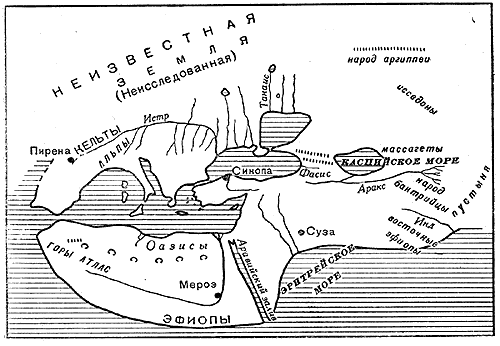 НЕИЗВЕСТНАЯ
ЗЕМЛЯ
(Неисследованная)
народ аргиппеи
исседоны
Танаис
Истр
Пирена
КЕЛЬТЫ
АЛЬПЫ
массагеты
КАСПИЙСКОЕ МОРЕ
Синопа
Фасис
Аракс
народ
бактрийцы
пустыня
Инд
восточные
эфиопы
Суза
Оазисы
ГОРЫ АТЛАС
Аравийский залив
ЭРИТРЕЙСКОЕ
МОРЕ
Мероэ
ЭФИОПЫ